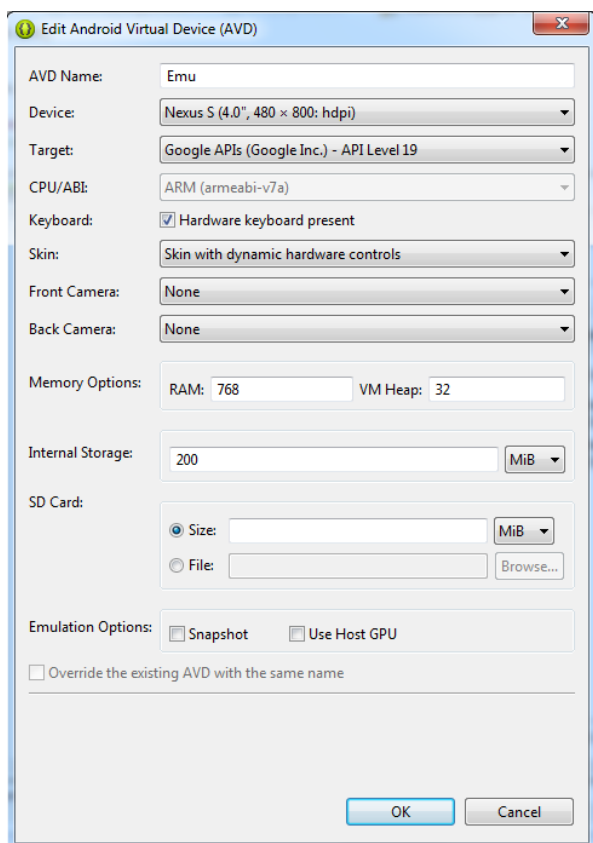 Edit Android Virtual Device (AVD)
AVD Name: Emu
Device: Nexus S (4.0", 480 × 800: hdpi)
Target: Google APIs (Google Inc.) - API Level 19
CPU/ABI: ARM (armeabi-v7a)
Keyboard: Hardware keyboard present
Skin: Skin with dynamic hardware controls
Front Camera: None
Back Camera: None
Memory Options: RAM: 768 VM Heap: 32
Internal Storage: 200 MiB
SD Card:
Size: MiB
File: Browse...
Emulation Options: Snapshot Use Host GPU
Override the existing AVD with the same name
OK Cancel